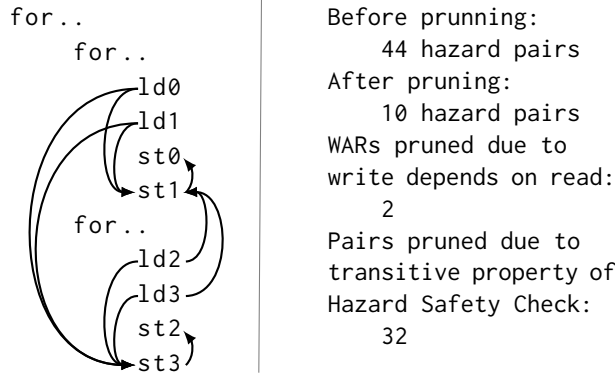 for..
for..
ld0
ld1
st0
st1
for..
ld2
ld3
st2
st3
Before prunning:
44 hazard pairs
After pruning:
10 hazard pairs
WARs pruned due to
write depends on read:
2
Pairs pruned due to
transitive property of
Hazard Safety Check:
32